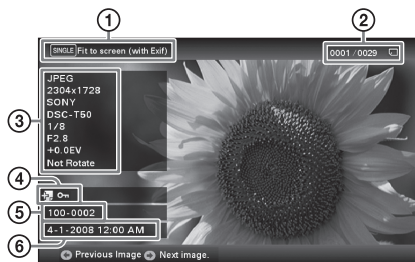 1
2
SINGLE Fit to screen (with Exif)
0001/0029
3
JPEG
2304x1728
SONY
DSC-T50
1/8
F2.8
+0.0EV
Not Rotate
4
5
100-0002
4-1-2008 12:00 AM
6
Previous Image Next image.